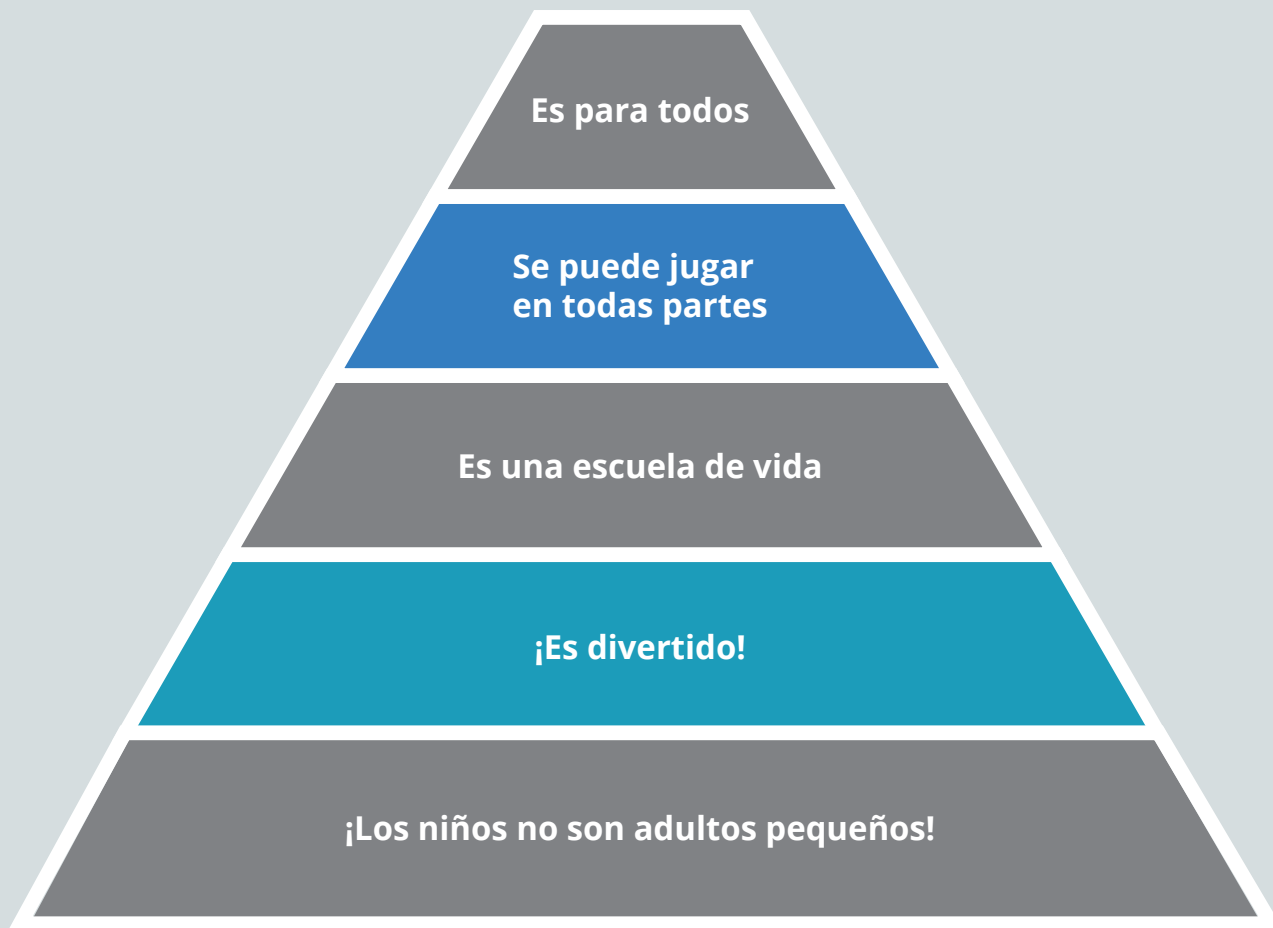 Es para todos
Se puede jugar
en todas partes
Es una escuela de vida
¡Es divertido!
¡Los niños no son adultos pequeños!